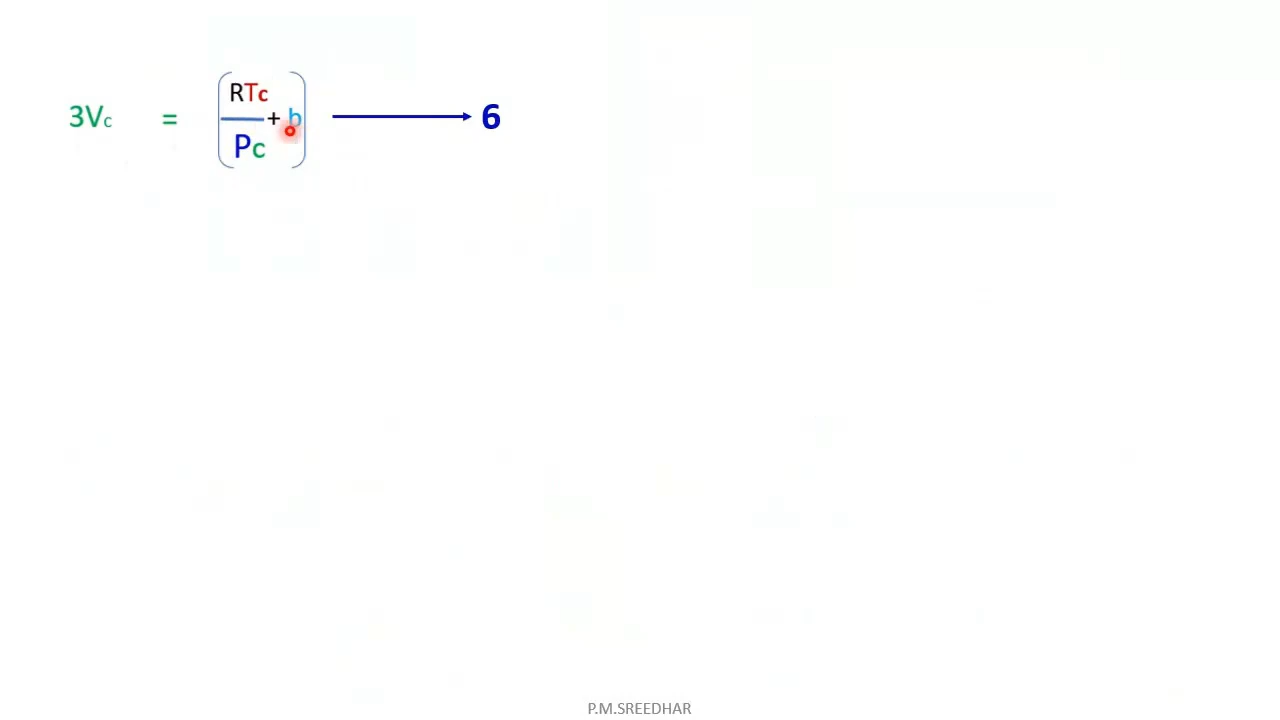 3Vc = (RTc/Pc + b) → 6
P.M.SREEDHAR